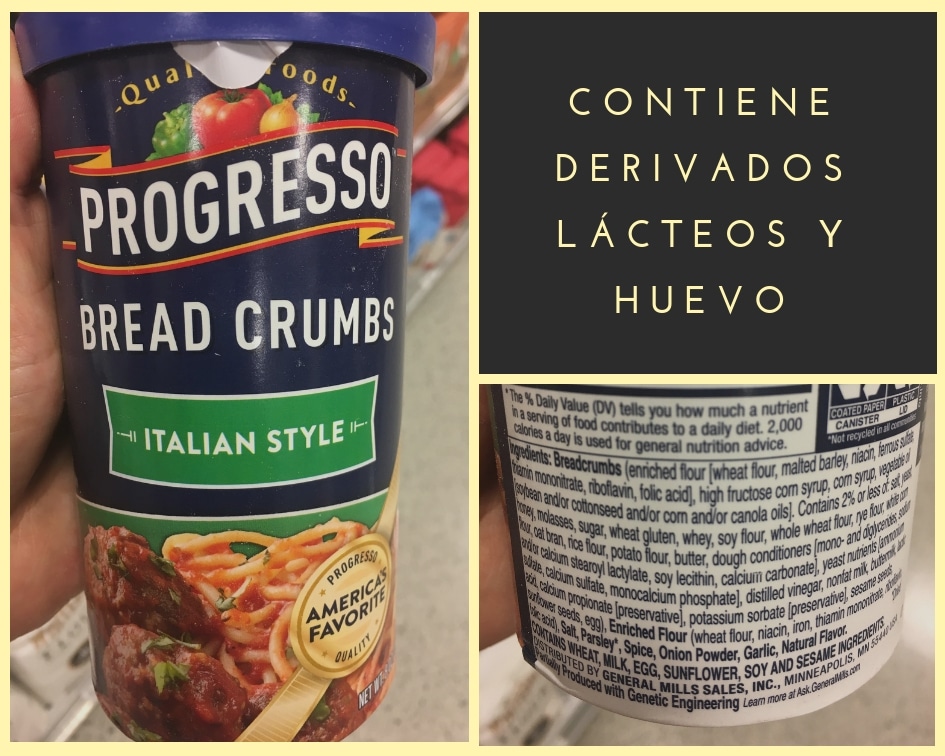 -Qual
oods-
PROGRESSO
BREAD CRUMBS
ITALIAN STYLE
PROGRESSO
AMERICA'S
FAVORITE
QUALITY
NET WT
CONTIENE
DERIVADOS
LÁCTEOS Y
HUEVO
*The % Daily Value (DV) tells you how much a nutrient
in a serving of food contributes to a daily diet. 2,000
calories a day is used for general nutrition advice.
COATED PAPER
CANISTER
PLASTIC
LID
*Not recycled in all communities
Ingredients: Breadcrumbs (enriched flour [wheat flour, malted barley, niacin, ferrous sulfate,
thiamin mononitrate, riboflavin, folic acid], high fructose corn syrup, corn syrup, vegetable oil
[soybean and/or cottonseed and/or corn and/or canola oils]. Contains 2% or less of: salt, yeast,
honey, molasses, sugar, wheat gluten, whey, soy flour, whole wheat flour, rye flour, white corn
flour, oat bran, rice flour, potato flour, butter, dough conditioners [mono- and diglycerides, sodium
and/or calcium stearoyl lactylate, soy lecithin, calcium carbonate], yeast nutrients [ammonium
sulfate, calcium sulfate, monocalcium phosphate], distilled vinegar, nonfat milk, buttermilk,
acid, calcium propionate [preservative], potassium sorbate [preservative], sesame seeds,
sunflower seeds, egg), Enriched Flour (wheat flour, niacin, iron, thiamin mononitrate,
folic acid), Salt, Parsley*, Spice, Onion Powder, Garlic, Natural Flavor.
CONTAINS WHEAT, MILK, EGG, SUNFLOWER, SOY AND SESAME INGREDIENTS.
DISTRIBUTED BY GENERAL MILLS SALES, INC., MINNEAPOLIS, MN 55440 USA
Partially Produced with Genetic Engineering Learn more at Ask.GeneralMills.com